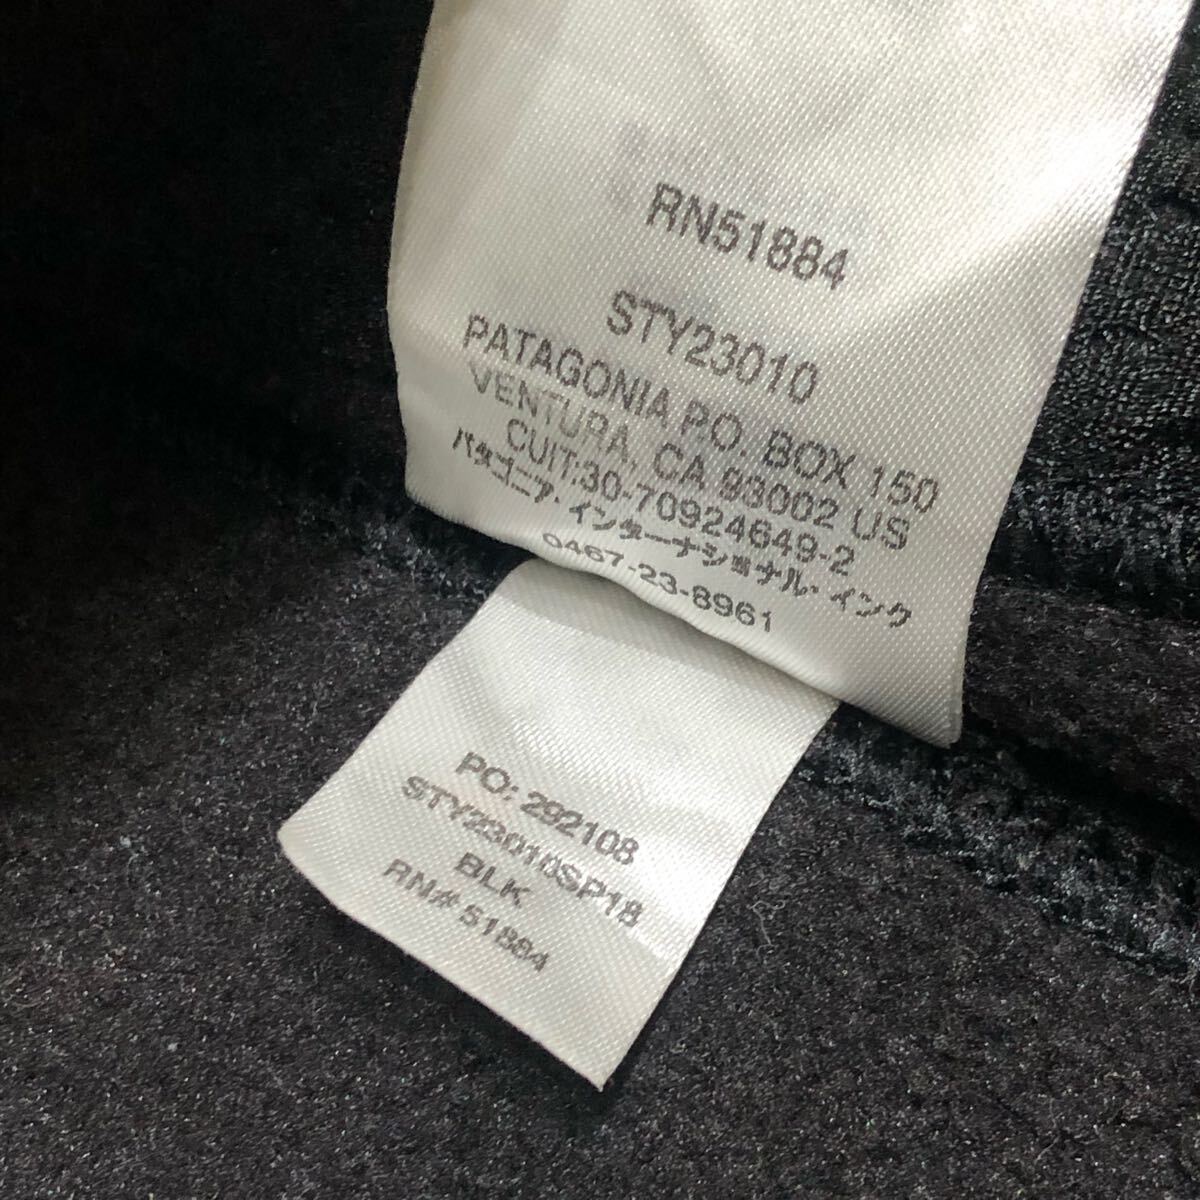 RN51884
STY23010
PATAGONIA P.O. BOX 150
VENTURA, CA 93002 US
CUIT:30-70924649-2
パタゴニア・インターナショナル・インク
0467-23-8961
PO: 292108
STY23010SP18
BLK
RN# 51884